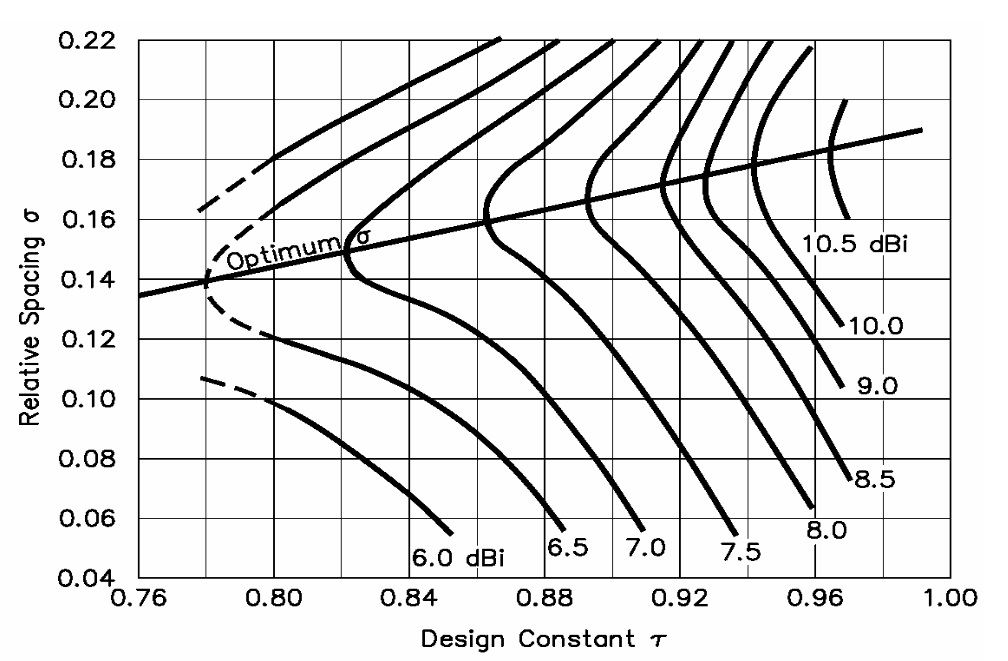 0.22
0.20
0.18
0.16
0.14
0.12
0.10
0.08
0.06
0.04
Relative Spacing σ
Optimum σ
10.5 dBi
10.0
9.0
8.5
8.0
7.5
7.0
6.5
6.0 dBi
0.76 0.80 0.84 0.88 0.92 0.96 1.00
Design Constant τ